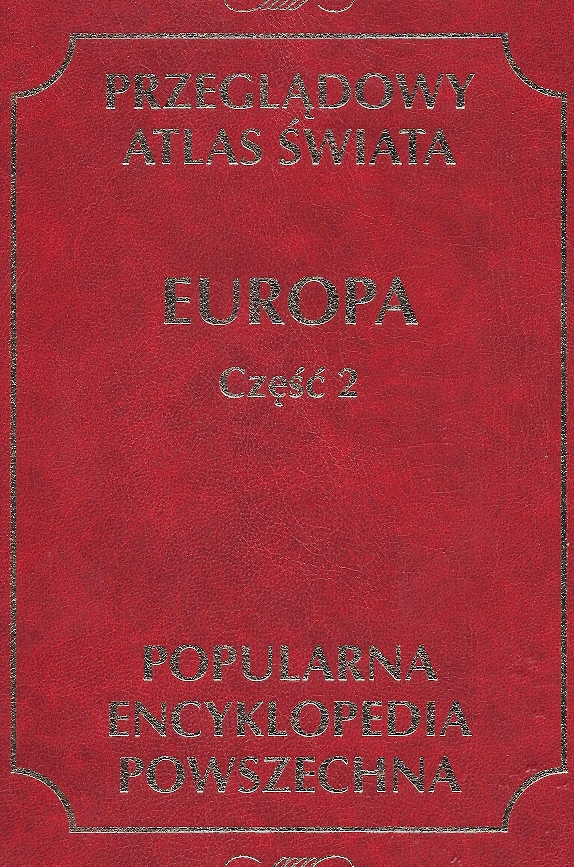 PRZEGLĄDOWY
ATLAS ŚWIATA
EUROPA
Część 2
POPULARNA
ENCYKLOPEDIA
POWSZECHNA